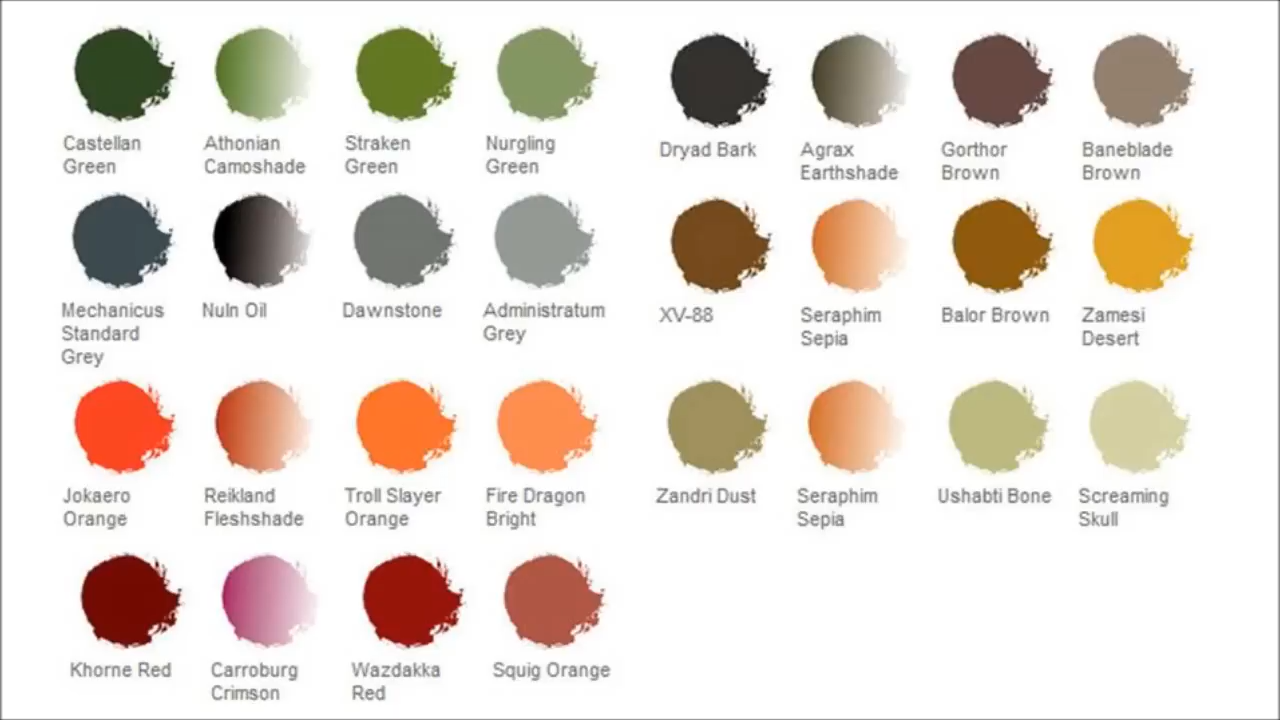 Castellan
Green
Athonian
Camoshade
Straken
Green
Nurgling
Green
Dryad Bark
Agrax
Earthshade
Gorthor
Brown
Baneblade
Brown
Mechanicus
Standard
Grey
Nuln Oil
Dawnstone
Administratum
Grey
XV-88
Seraphim
Sepia
Balor Brown
Zamesi
Desert
Jokaero
Orange
Reikland
Fleshshade
Troll Slayer
Orange
Fire Dragon
Bright
Zandri Dust
Seraphim
Sepia
Ushabti Bone
Screaming
Skull
Khorne Red
Carroburg
Crimson
Wazdakka
Red
Squig Orange